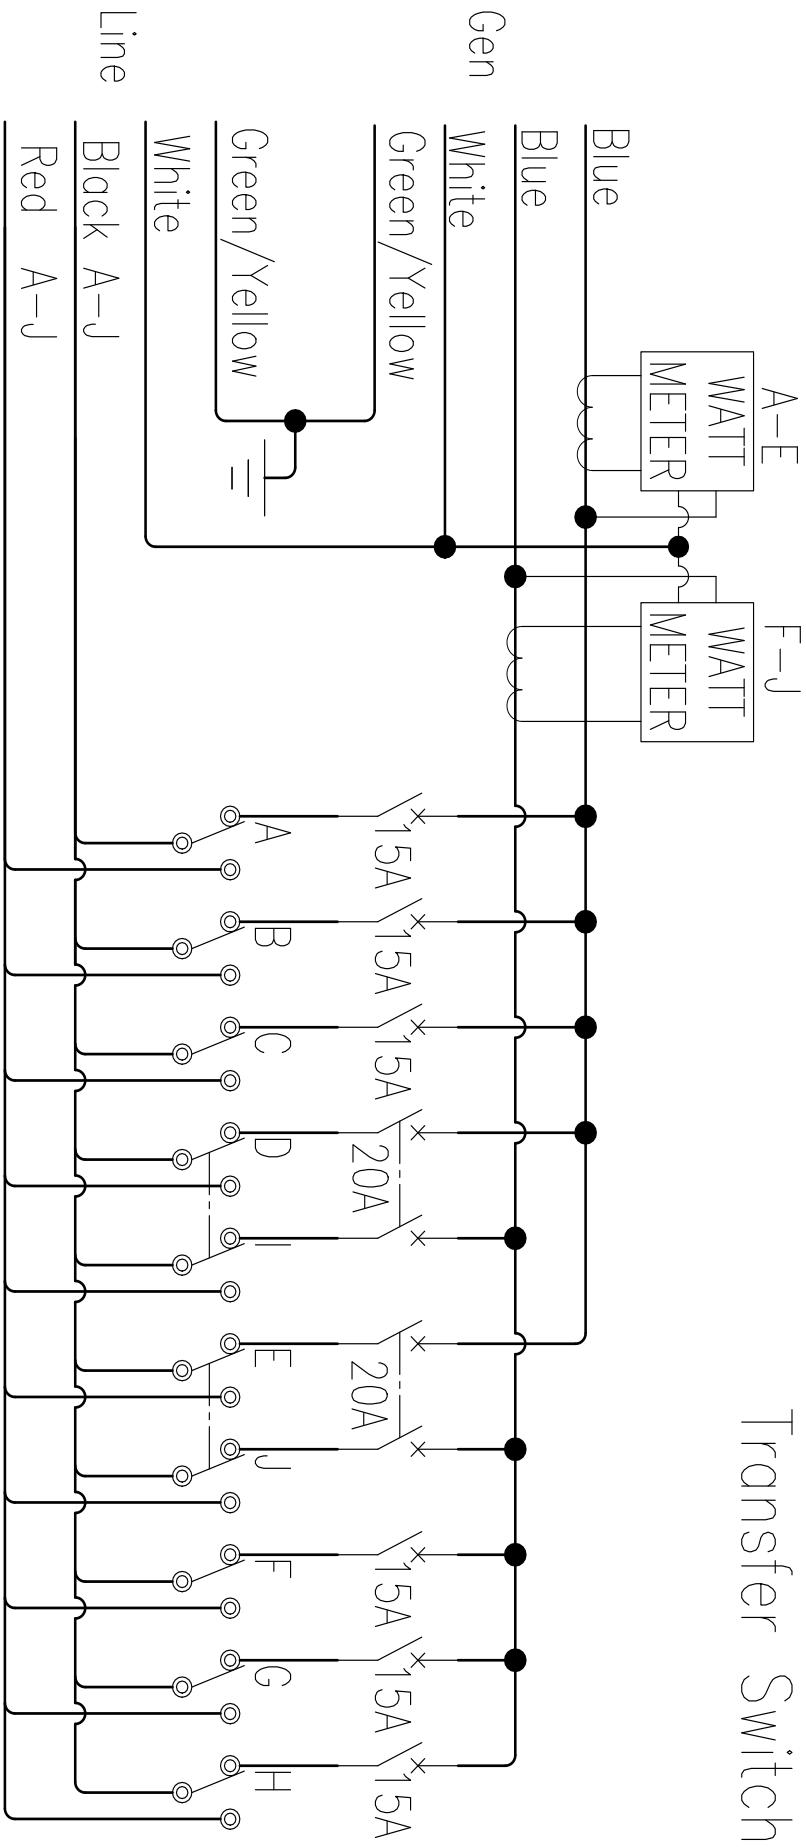 Transfer Switch
A-E
WATT
METER
F-J
WATT
METER
Gen
Blue
Blue
White
Green/Yellow
Line
Green/Yellow
White
Black A-J
Red A-J
15A
15A
15A
20A
20A
15A
15A
15A
A
B
C
D
I
E
J
F
G
H